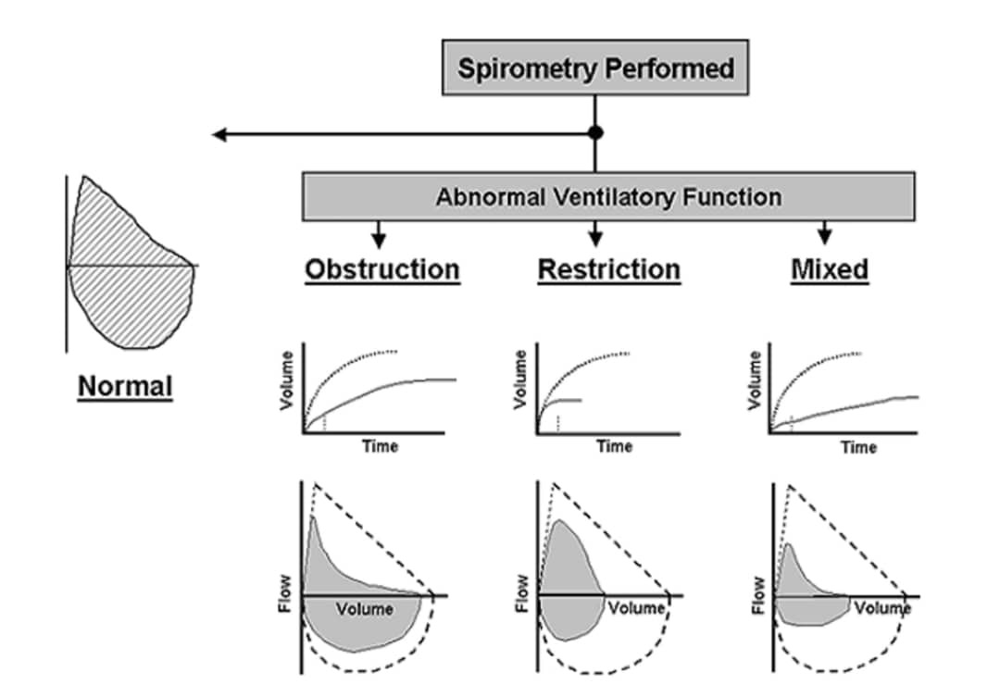 Spirometry Performed
Abnormal Ventilatory Function
Obstruction
Restriction
Mixed
Normal
Volume
Time
Volume
Time
Volume
Time
Flow
Volume
Flow
Volume
Flow
Volume